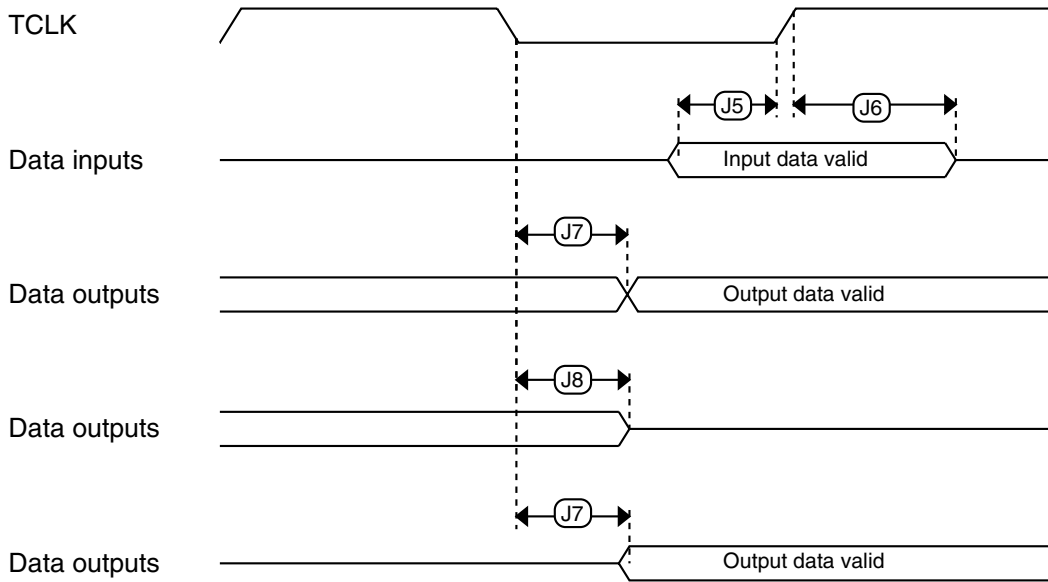 TCLK
J5
J6
Data inputs
Input data valid
J7
Data outputs
Output data valid
J8
Data outputs
J7
Data outputs
Output data valid